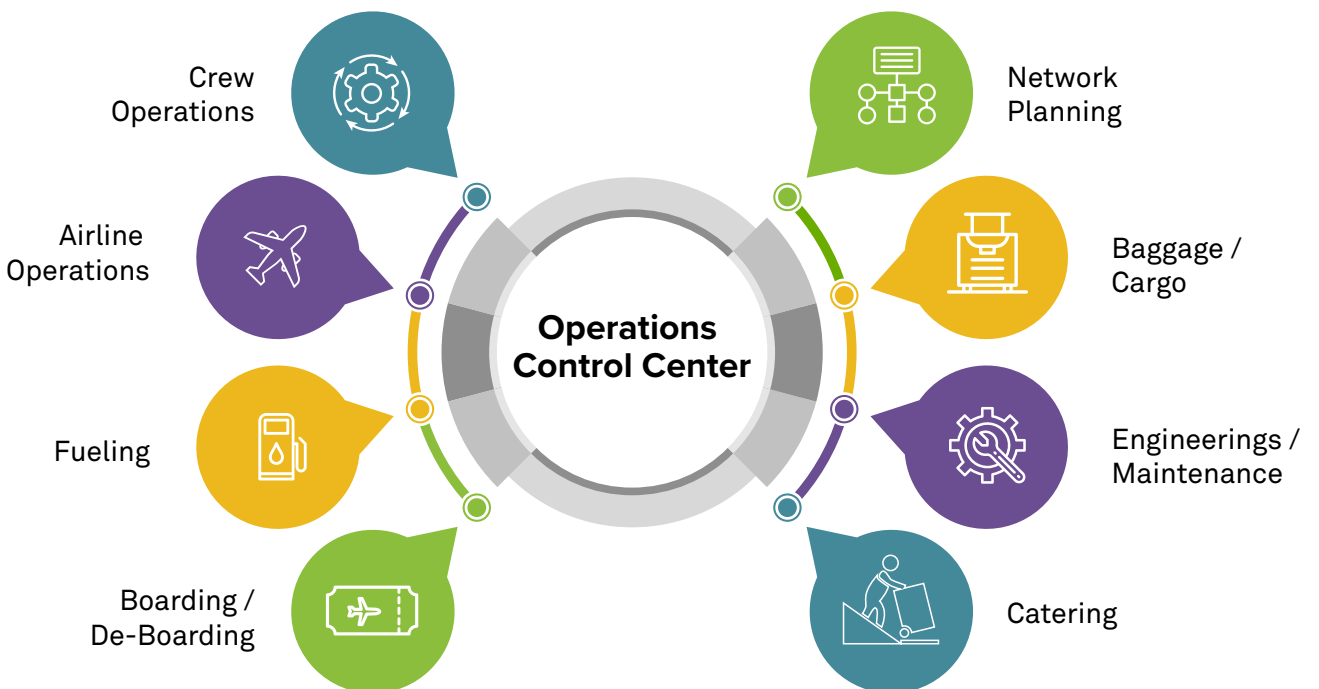 Crew
Operations
Airline
Operations
Fueling
Boarding /
De-Boarding
Operations
Control Center
Network
Planning
Baggage /
Cargo
Engineerings /
Maintenance
Catering